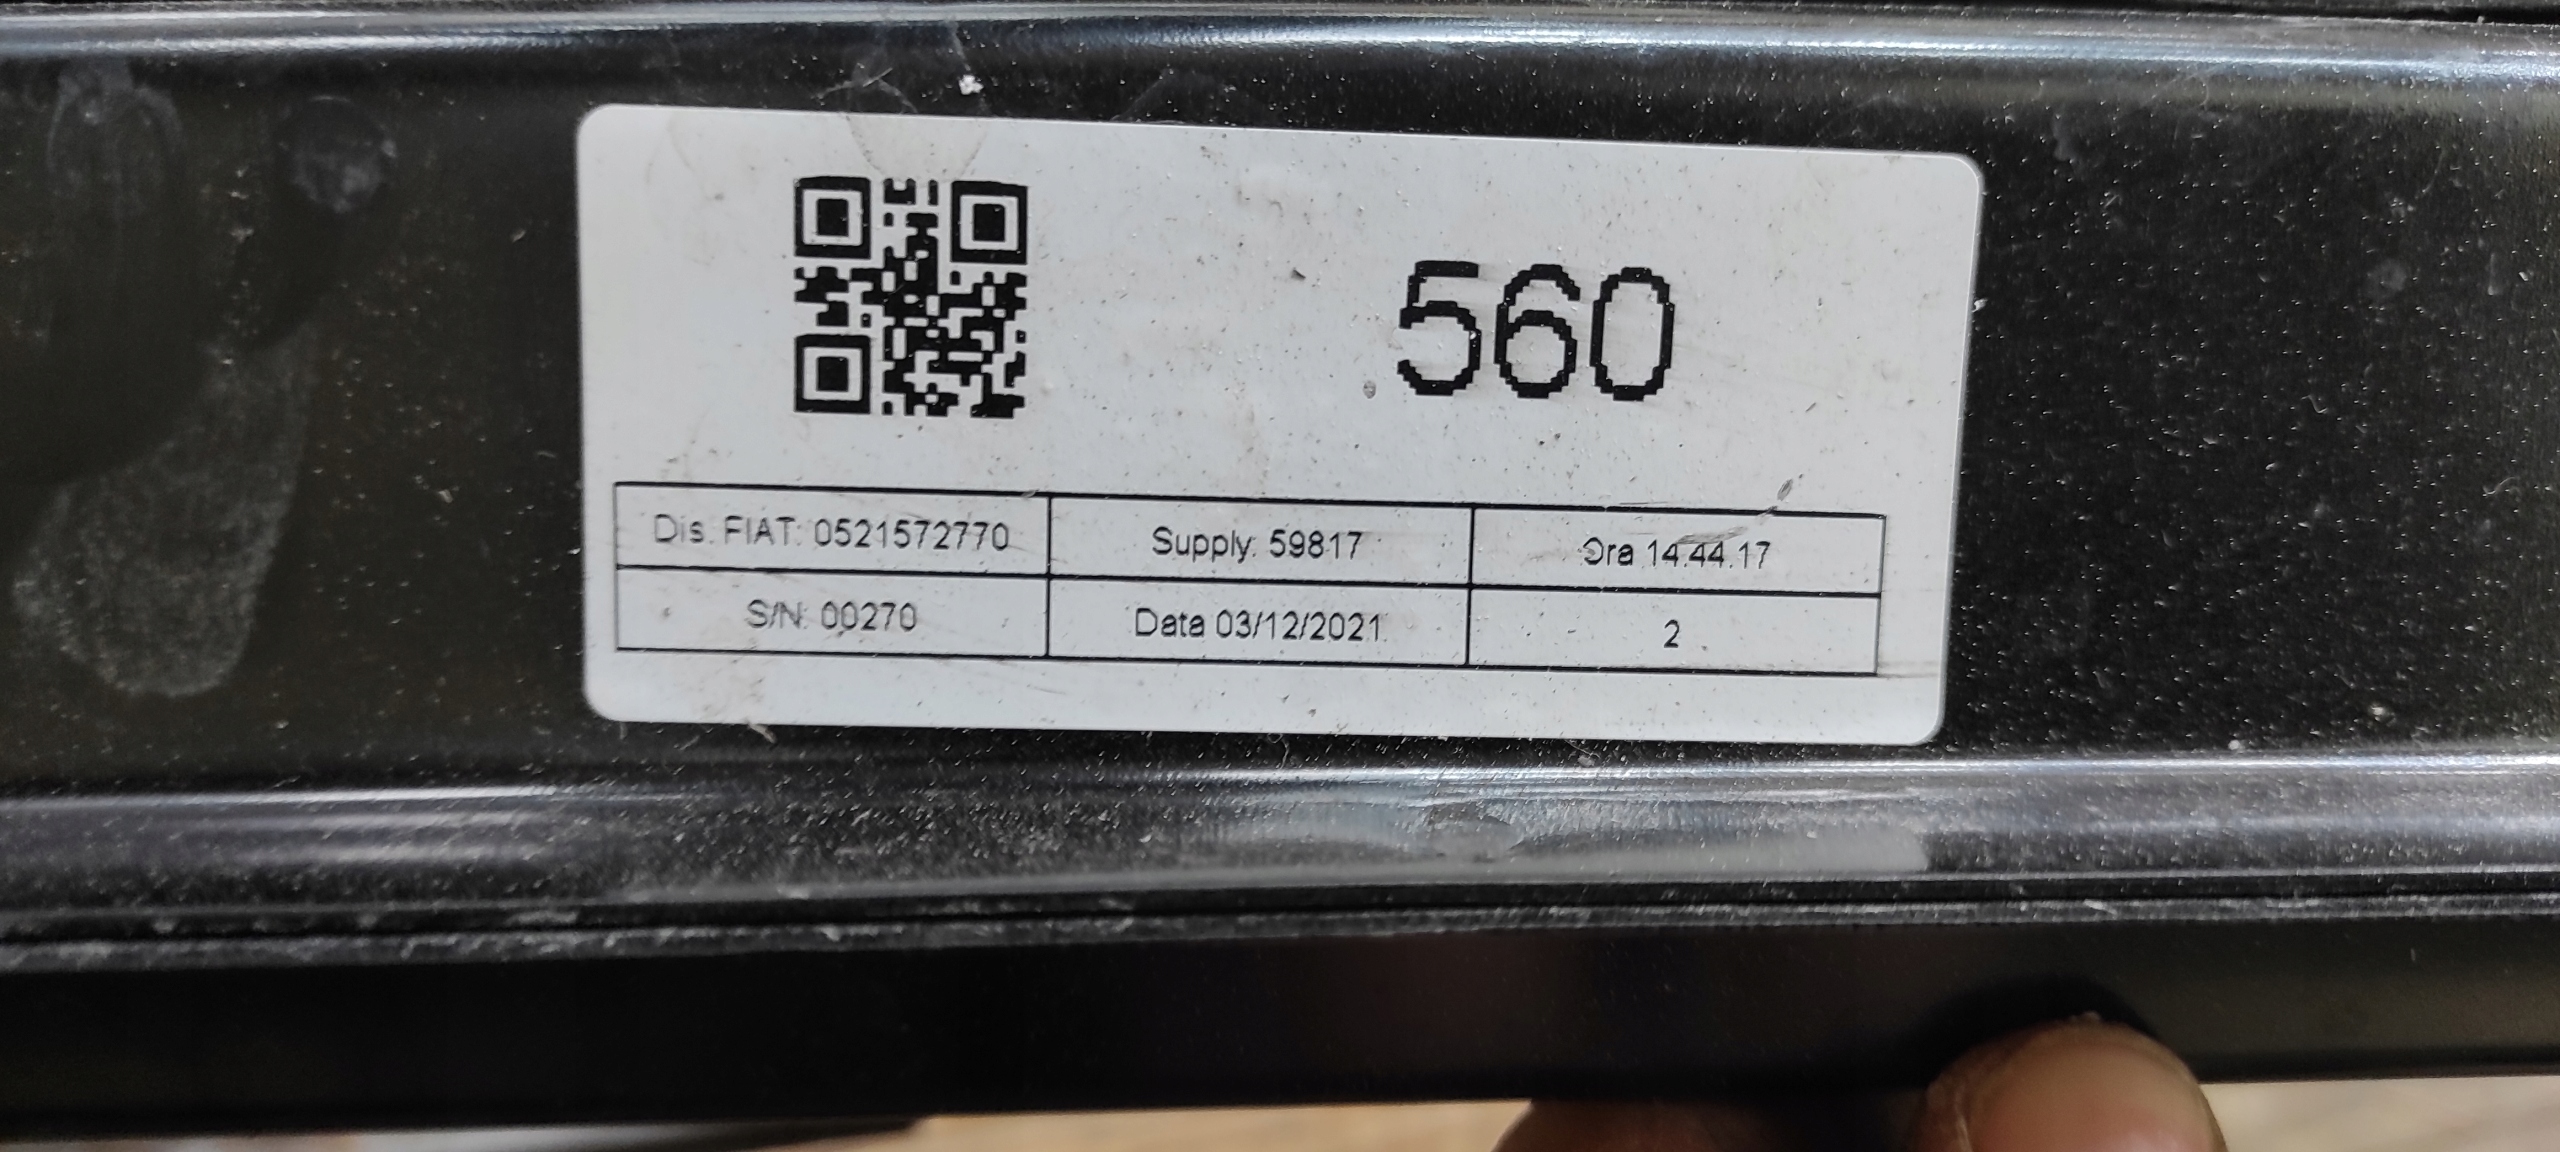 560
Dis. FIAT: 0521572770 Supply: 59817 Ora 14.44.17
S/N: 00270 Data 03/12/2021 2